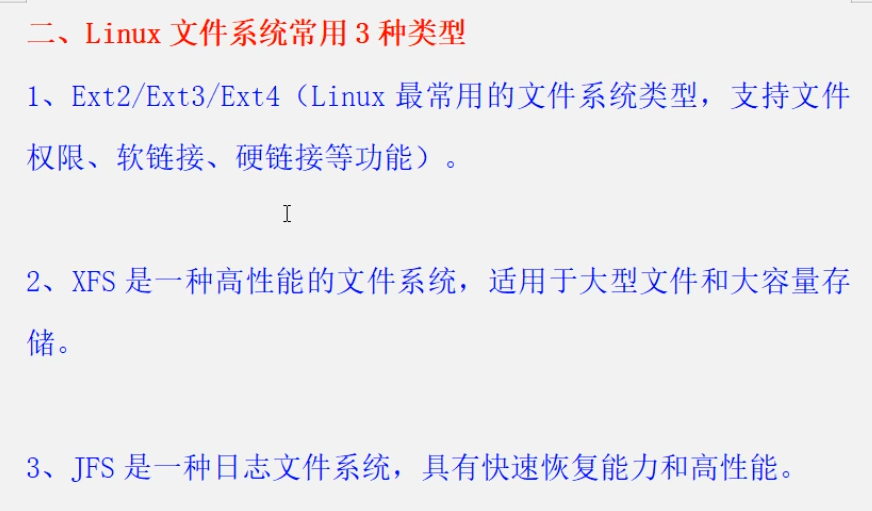 二、Linux 文件系统常用 3 种类型
1、Ext2/Ext3/Ext4（Linux 最常用的文件系统类型，支持文件
权限、软链接、硬链接等功能）。
2、XFS 是一种高性能的文件系统，适用于大型文件和大容量存
储。
3、JFS 是一种日志文件系统，具有快速恢复能力和高性能。